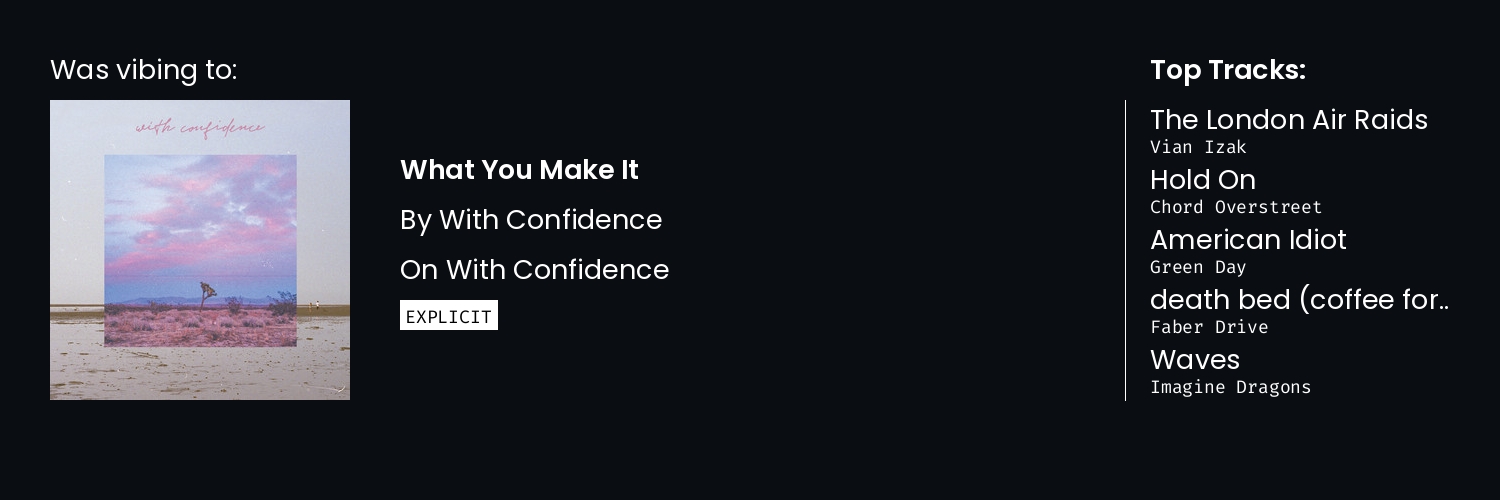 Was vibing to:
with confidence
What You Make It
By With Confidence
On With Confidence
EXPLICIT
Top Tracks:
The London Air Raids
Vian Izak
Hold On
Chord Overstreet
American Idiot
Green Day
death bed (coffee for..
Faber Drive
Waves
Imagine Dragons